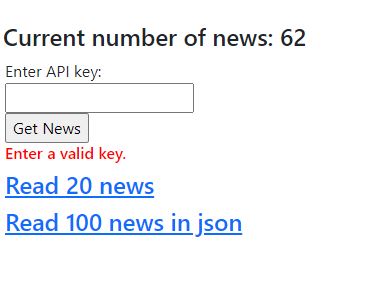 Current number of news: 62
Enter API key:
Get News
Enter a valid key.
Read 20 news
Read 100 news in json